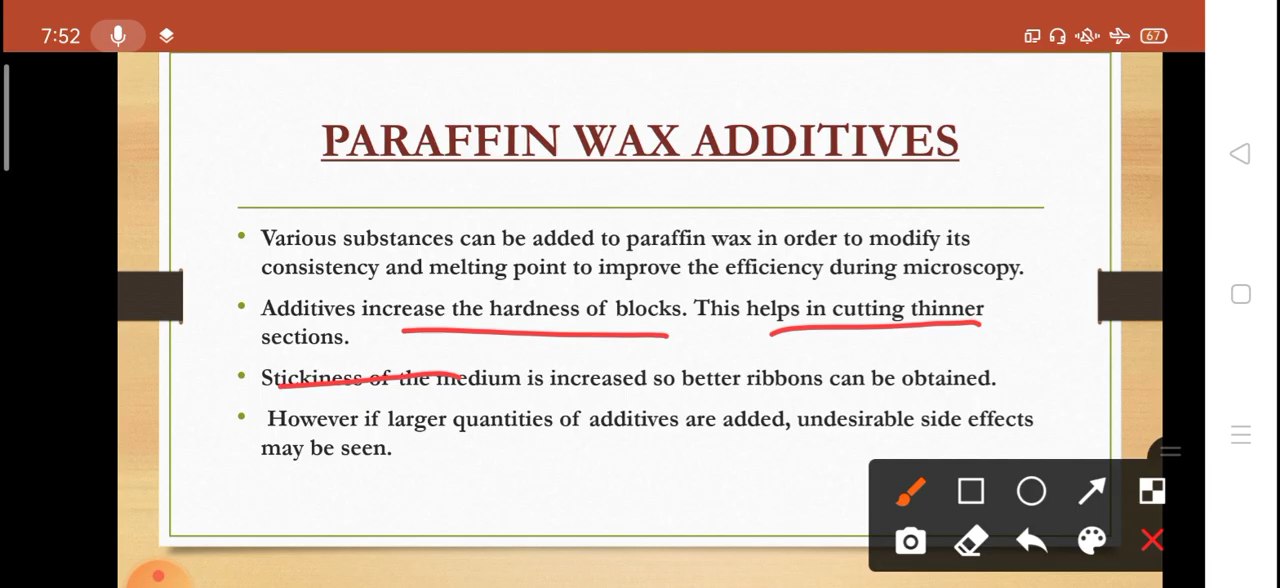 7:52
67
PARAFFIN WAX ADDITIVES
• Various substances can be added to paraffin wax in order to modify its
consistency and melting point to improve the efficiency during microscopy.
• Additives increase the hardness of blocks. This helps in cutting thinner
sections.
• Stickiness of the medium is increased so better ribbons can be obtained.
• However if larger quantities of additives are added, undesirable side effects
may be seen.